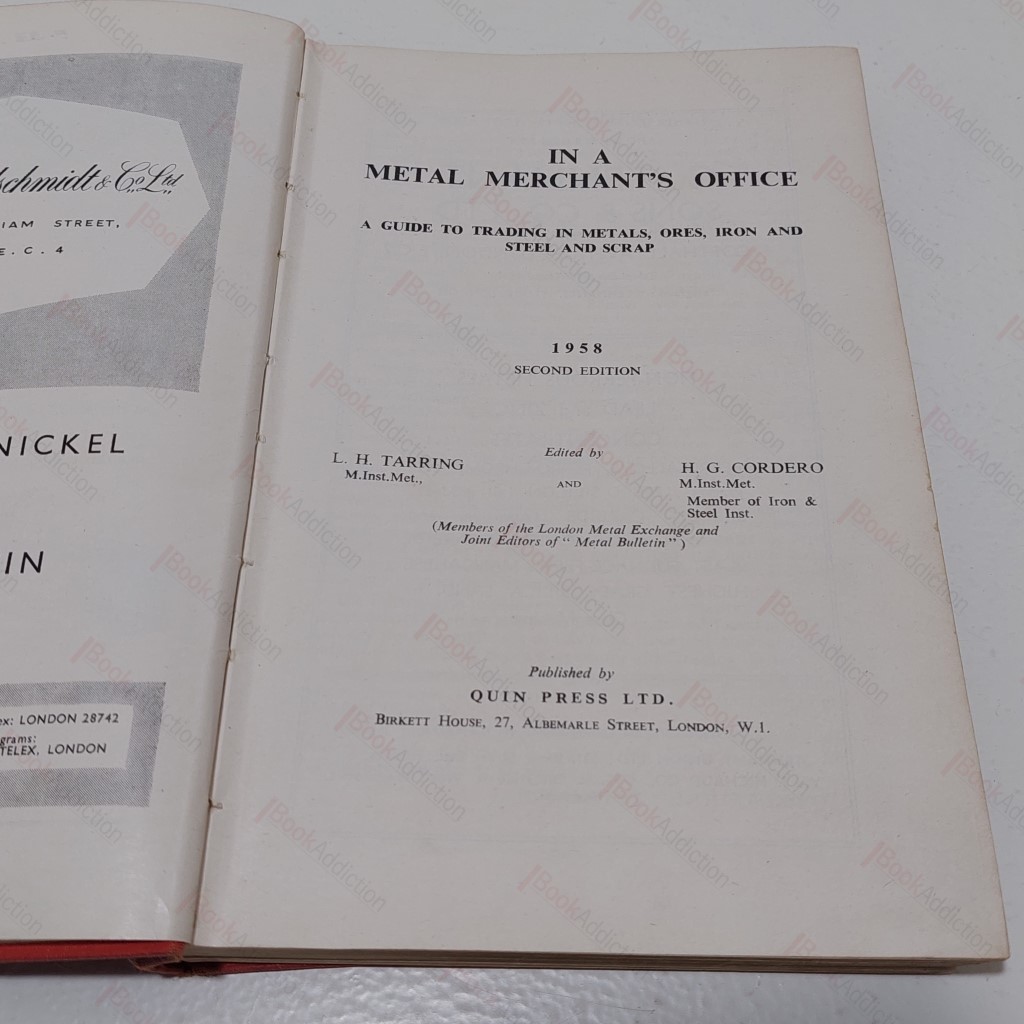 schmidt & Co Ltd
IAM STREET,
E.C.4
NICKEL
IN
ex: LONDON 28742
grams:
TELEX, LONDON
IN A
METAL MERCHANT'S OFFICE
A GUIDE TO TRADING IN METALS, ORES, IRON AND
STEEL AND SCRAP
1958
SECOND EDITION
Edited by
L. H. TARRING
M.Inst.Met.,
AND
H. G. CORDERO
M.Inst.Met.
Member of Iron &
Steel Inst.
(Members of the London Metal Exchange and
Joint Editors of "Metal Bulletin")
Published by
QUIN PRESS LTD.
BIRKETT HOUSE, 27, ALBEMARLE STREET, LONDON, W.1.
BookAddiction